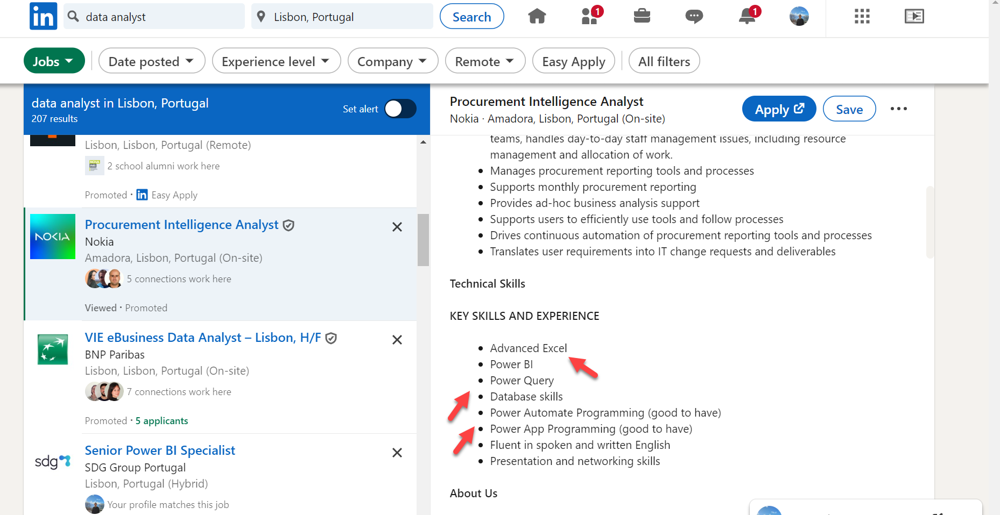 in
data analyst
Lisbon, Portugal
Search
1
1
Jobs
Date posted
Experience level
Company
Remote
Easy Apply
All filters
data analyst in Lisbon, Portugal
207 results
Set alert
Lisbon, Lisbon, Portugal (Remote)
NOVA
IMS
2 school alumni work here
Promoted · in Easy Apply
NOKIA
Procurement Intelligence Analyst
Nokia
Amadora, Lisbon, Portugal (On-site)
5 connections work here
Viewed · Promoted
VIE eBusiness Data Analyst – Lisbon, H/F
BNP Paribas
Lisbon, Lisbon, Portugal (On-site)
7 connections work here
Promoted · 5 applicants
sdg
Senior Power BI Specialist
SDG Group Portugal
Lisbon, Portugal (Hybrid)
Your profile matches this job
Procurement Intelligence Analyst
Nokia · Amadora, Lisbon, Portugal (On-site)
Apply
Save
teams, handles day-to-day staff management issues, including resource
management and allocation of work.
• Manages procurement reporting tools and processes
• Supports monthly procurement reporting
• Provides ad-hoc business analysis support
• Supports users to efficiently use tools and follow processes
• Drives continuous automation of procurement reporting tools and processes
• Translates user requirements into IT change requests and deliverables
Technical Skills
KEY SKILLS AND EXPERIENCE
• Advanced Excel
• Power BI
• Power Query
• Database skills
• Power Automate Programming (good to have)
• Power App Programming (good to have)
• Fluent in spoken and written English
• Presentation and networking skills
About Us